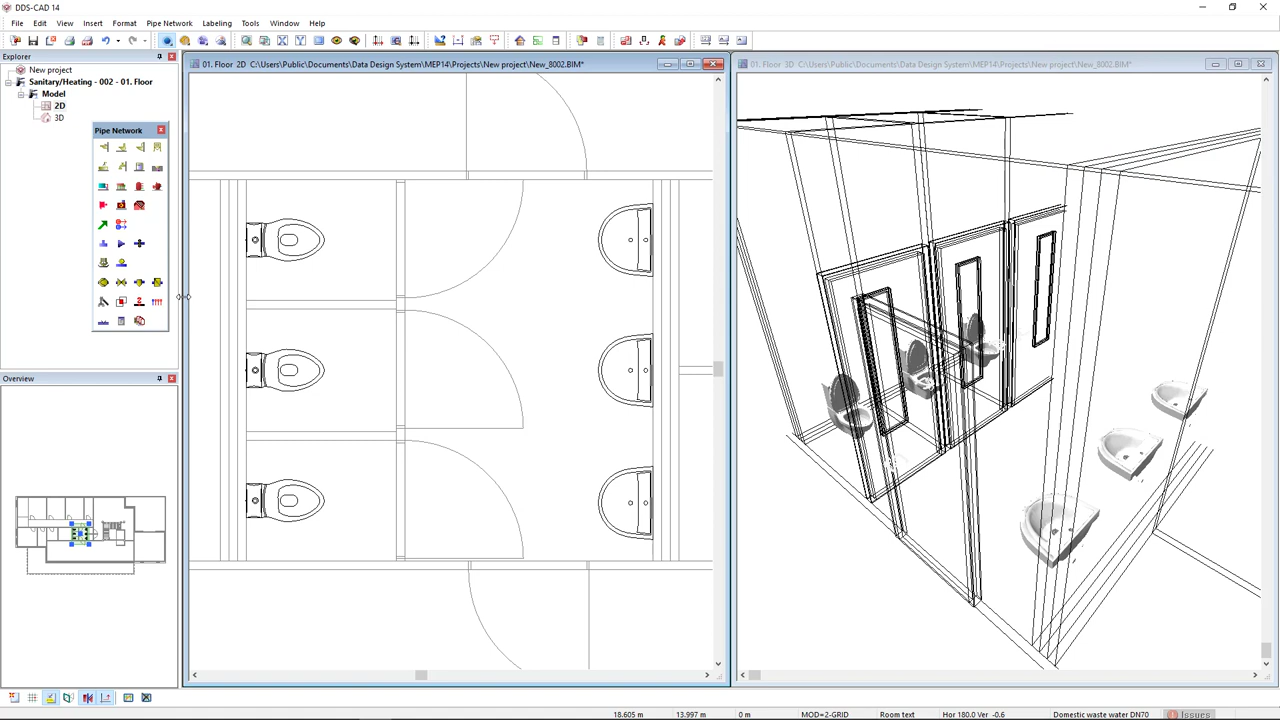 DDS-CAD 14
File Edit View Insert Format Pipe Network Labeling Tools Window Help
Explorer
New project
Sanitary/Heating - 002 - 01. Floor
Model
2D
3D
Pipe Network
Overview
01. Floor 2D C:\Users\Public\Documents\Data Design System\MEP14\Projects\New project\New_8002.BIM*
01. Floor 3D C:\Users\Public\Documents\Data Design System\MEP14\Projects\New project\New_8002.BIM*
18.605 m 13.997 m 0 m MOD=2-GRID Room text Hor 180.0 Ver -0.6 Domestic waste water DN70 Issues